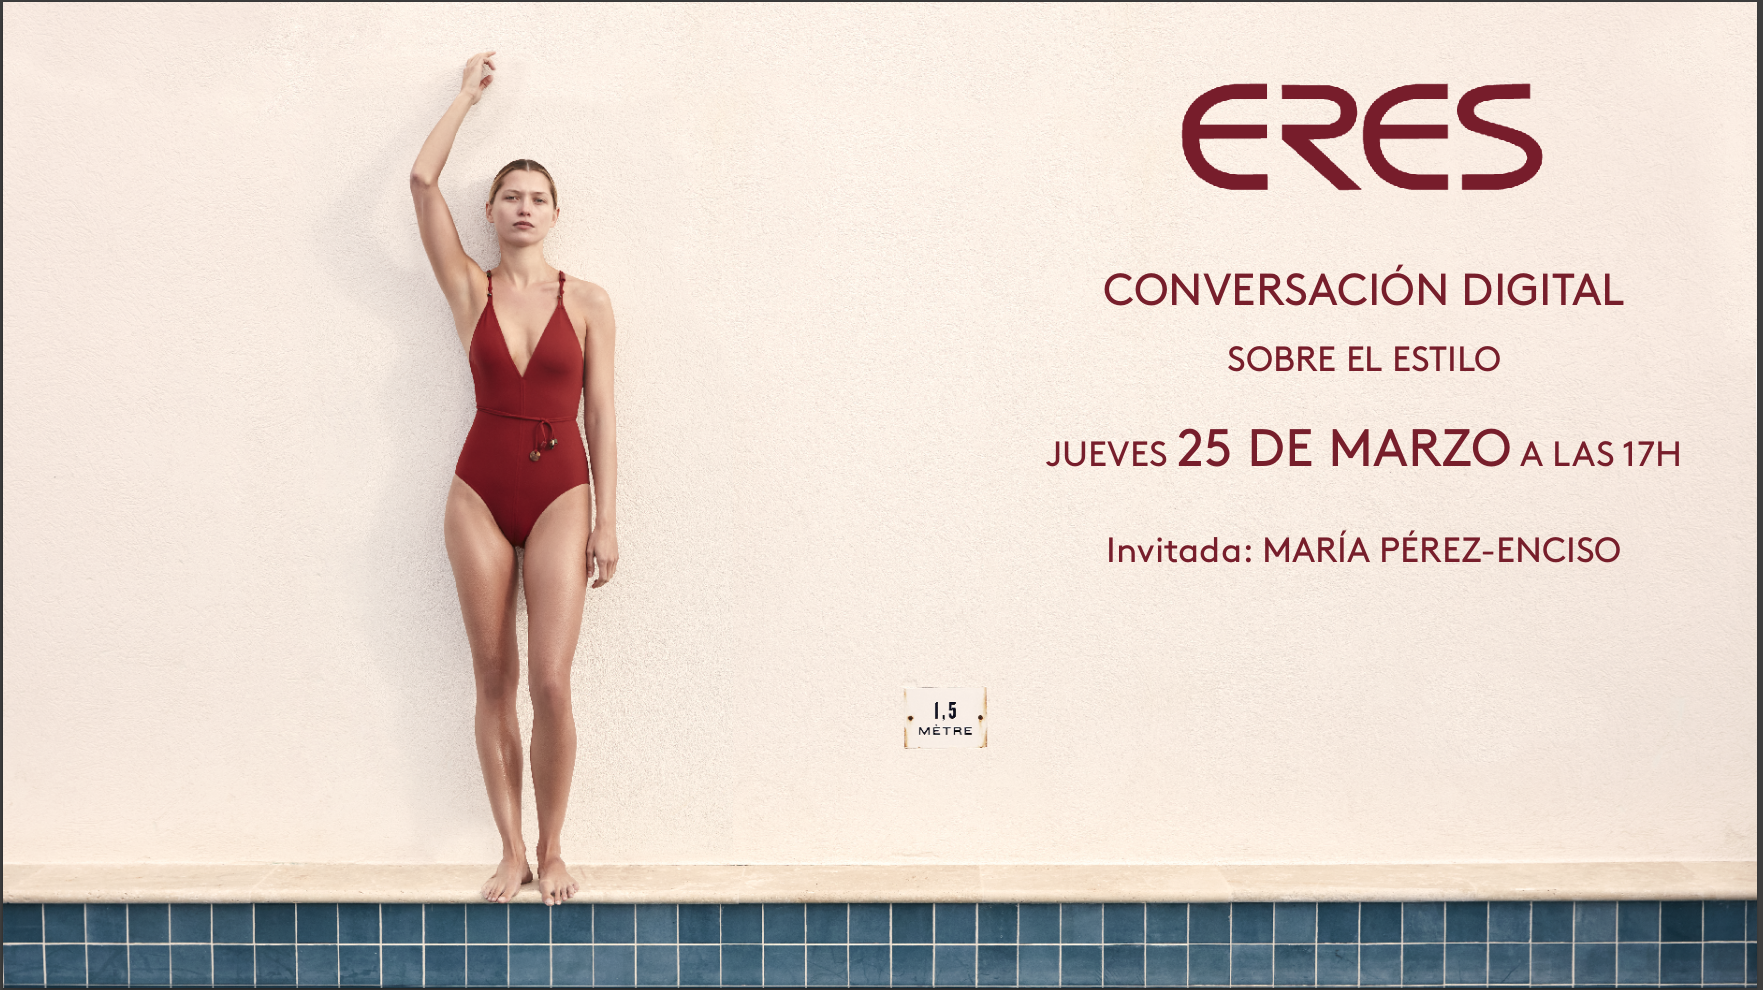 ERES
CONVERSACIÓN DIGITAL
SOBRE EL ESTILO
JUEVES 25 DE MARZO A LAS 17H
Invitada: MARÍA PÉREZ-ENCISO
1,5
MÈTRE